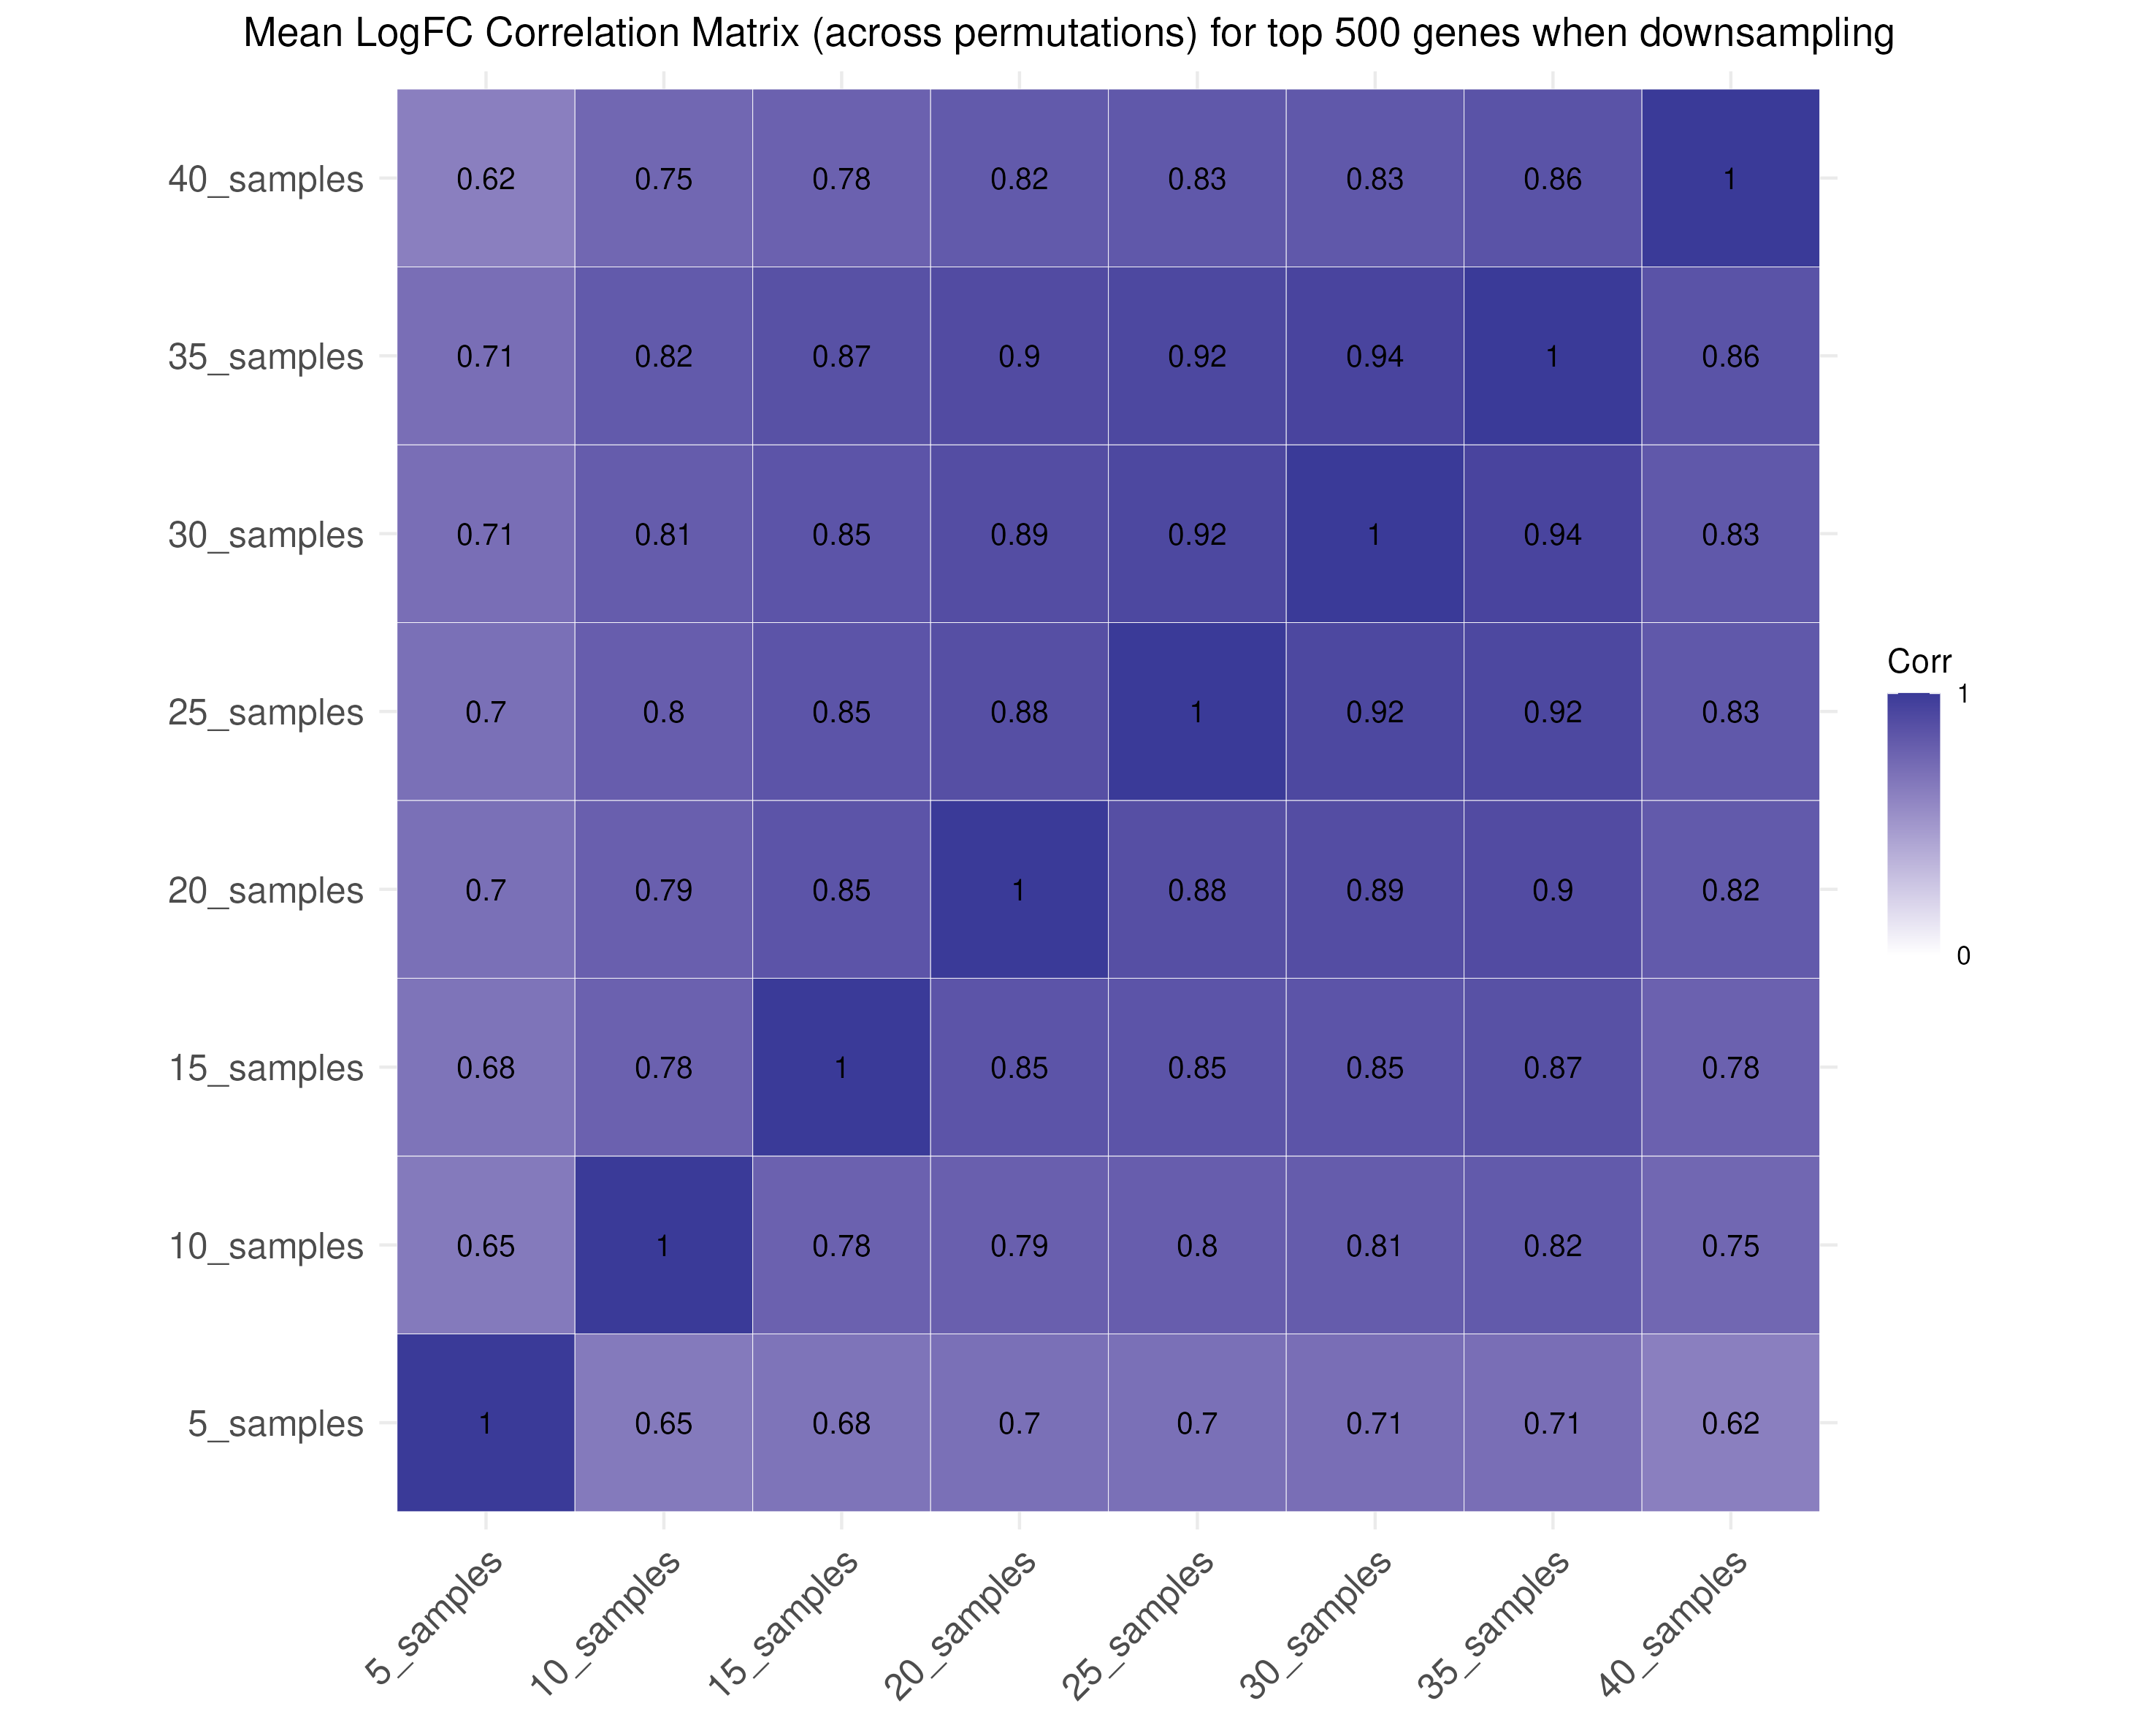 Mean LogFC Correlation Matrix (across permutations) for top 500 genes when downsampling
40_samples 0.62 0.75 0.78 0.82 0.83 0.83 0.86 1
35_samples 0.71 0.82 0.87 0.9 0.92 0.94 1 0.86
30_samples 0.71 0.81 0.85 0.89 0.92 1 0.94 0.83
25_samples 0.7 0.8 0.85 0.88 1 0.92 0.92 0.83
20_samples 0.7 0.79 0.85 1 0.88 0.89 0.9 0.82
15_samples 0.68 0.78 1 0.85 0.85 0.85 0.87 0.78
10_samples 0.65 1 0.78 0.79 0.8 0.81 0.82 0.75
5_samples 1 0.65 0.68 0.7 0.7 0.71 0.71 0.62
5_samples 10_samples 15_samples 20_samples 25_samples 30_samples 35_samples 40_samples
Corr
1
0